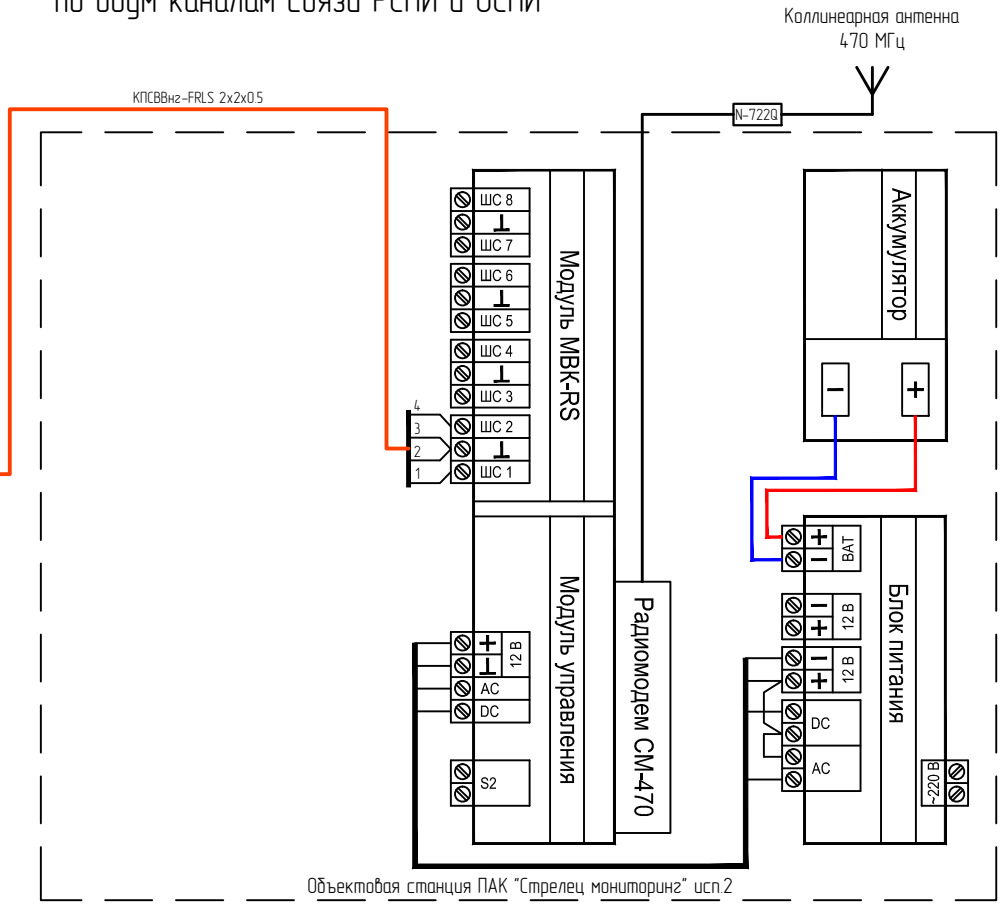 по обум каналам связи РСПИ и ОСПИ
Коллинеарная антенна
470 МГц
КПСВВнг-FRLS 2x2x0.5
N-722Q
ШС 8
ШС 7
ШС 6
ШС 5
ШС 4
ШС 3
ШС 2
ШС 1
4
3
2
1
Модуль МВК-RS
Аккумулятор
−
+
+
−
BAT
−
+
12 В
−
+
12 В
DC
AC
~220 В
Блок питания
+
12 В
AC
DC
S2
Модуль управления
Радиомодем СМ-470
Объектовая станция ПАК "Стрелец мониторинг" исп.2